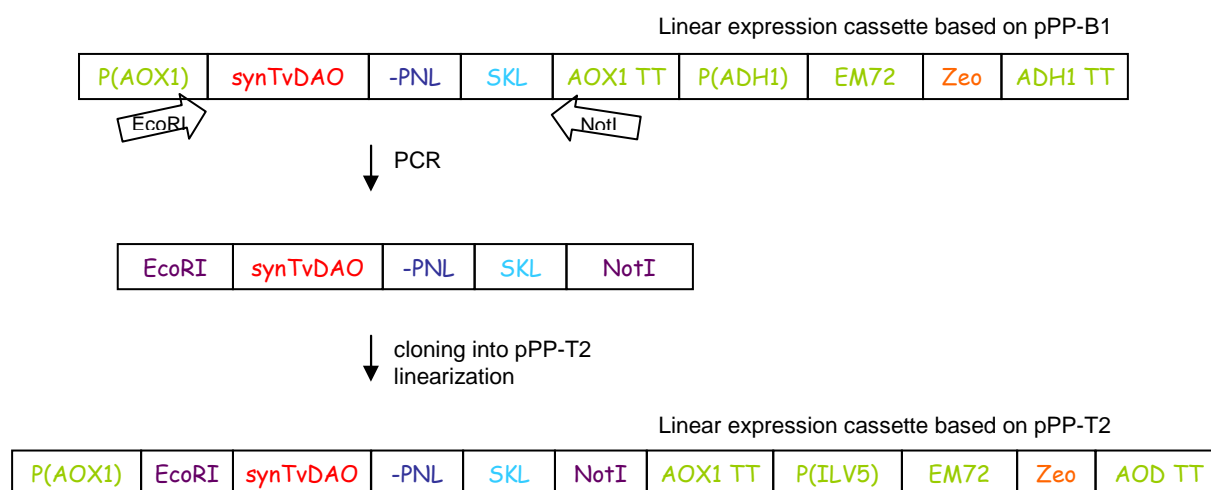 Linear expression cassette based on pPP-B1
P(AOX1) synTvDAO -PNL SKL AOX1 TT P(ADH1) EM72 Zeo ADH1 TT
EcoRI NotI
PCR
EcoRI synTvDAO -PNL SKL NotI
cloning into pPP-T2
linearization
Linear expression cassette based on pPP-T2
P(AOX1) EcoRI synTvDAO -PNL SKL NotI AOX1 TT P(ILV5) EM72 Zeo AOD TT